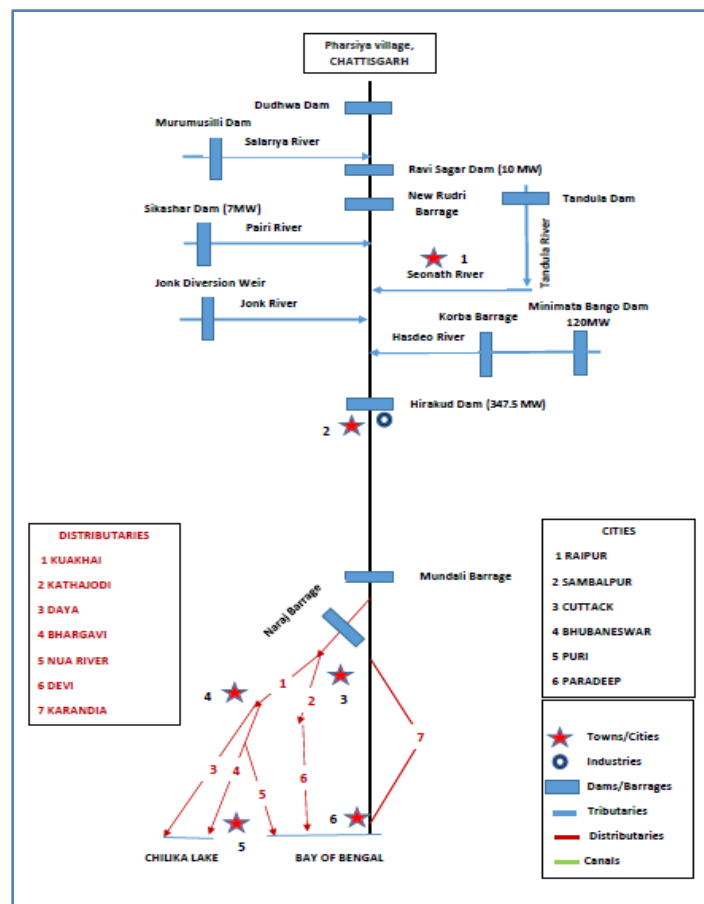 Pharsiya village,
CHATTISGARH
Dudhwa Dam
Murumusilli Dam
Salariya River
Ravi Sagar Dam (10 MW)
New Rudri
Barrage
Tandula Dam
Sikashar Dam (7MW)
Pairi River
Tandula River
1
Seonath River
Jonk Diversion Weir
Jonk River
Minimata Bango Dam
120MW
Korba Barrage
Hasdeo River
Hirakud Dam (347.5 MW)
2
DISTRIBUTARIES
1 KUAKHAI
2 KATHAJODI
3 DAYA
4 BHARGAVI
5 NUA RIVER
6 DEVI
7 KARANDIA
CITIES
1 RAIPUR
2 SAMBALPUR
3 CUTTACK
4 BHUBANESWAR
5 PURI
6 PARADEEP
Mundali Barrage
Naraj Barrage
1
2
3
4
7
3
4
5
6
6
5
CHILIKA LAKE
BAY OF BENGAL
Towns/Cities
Industries
Dams/Barrages
Tributaries
Distributaries
Canals